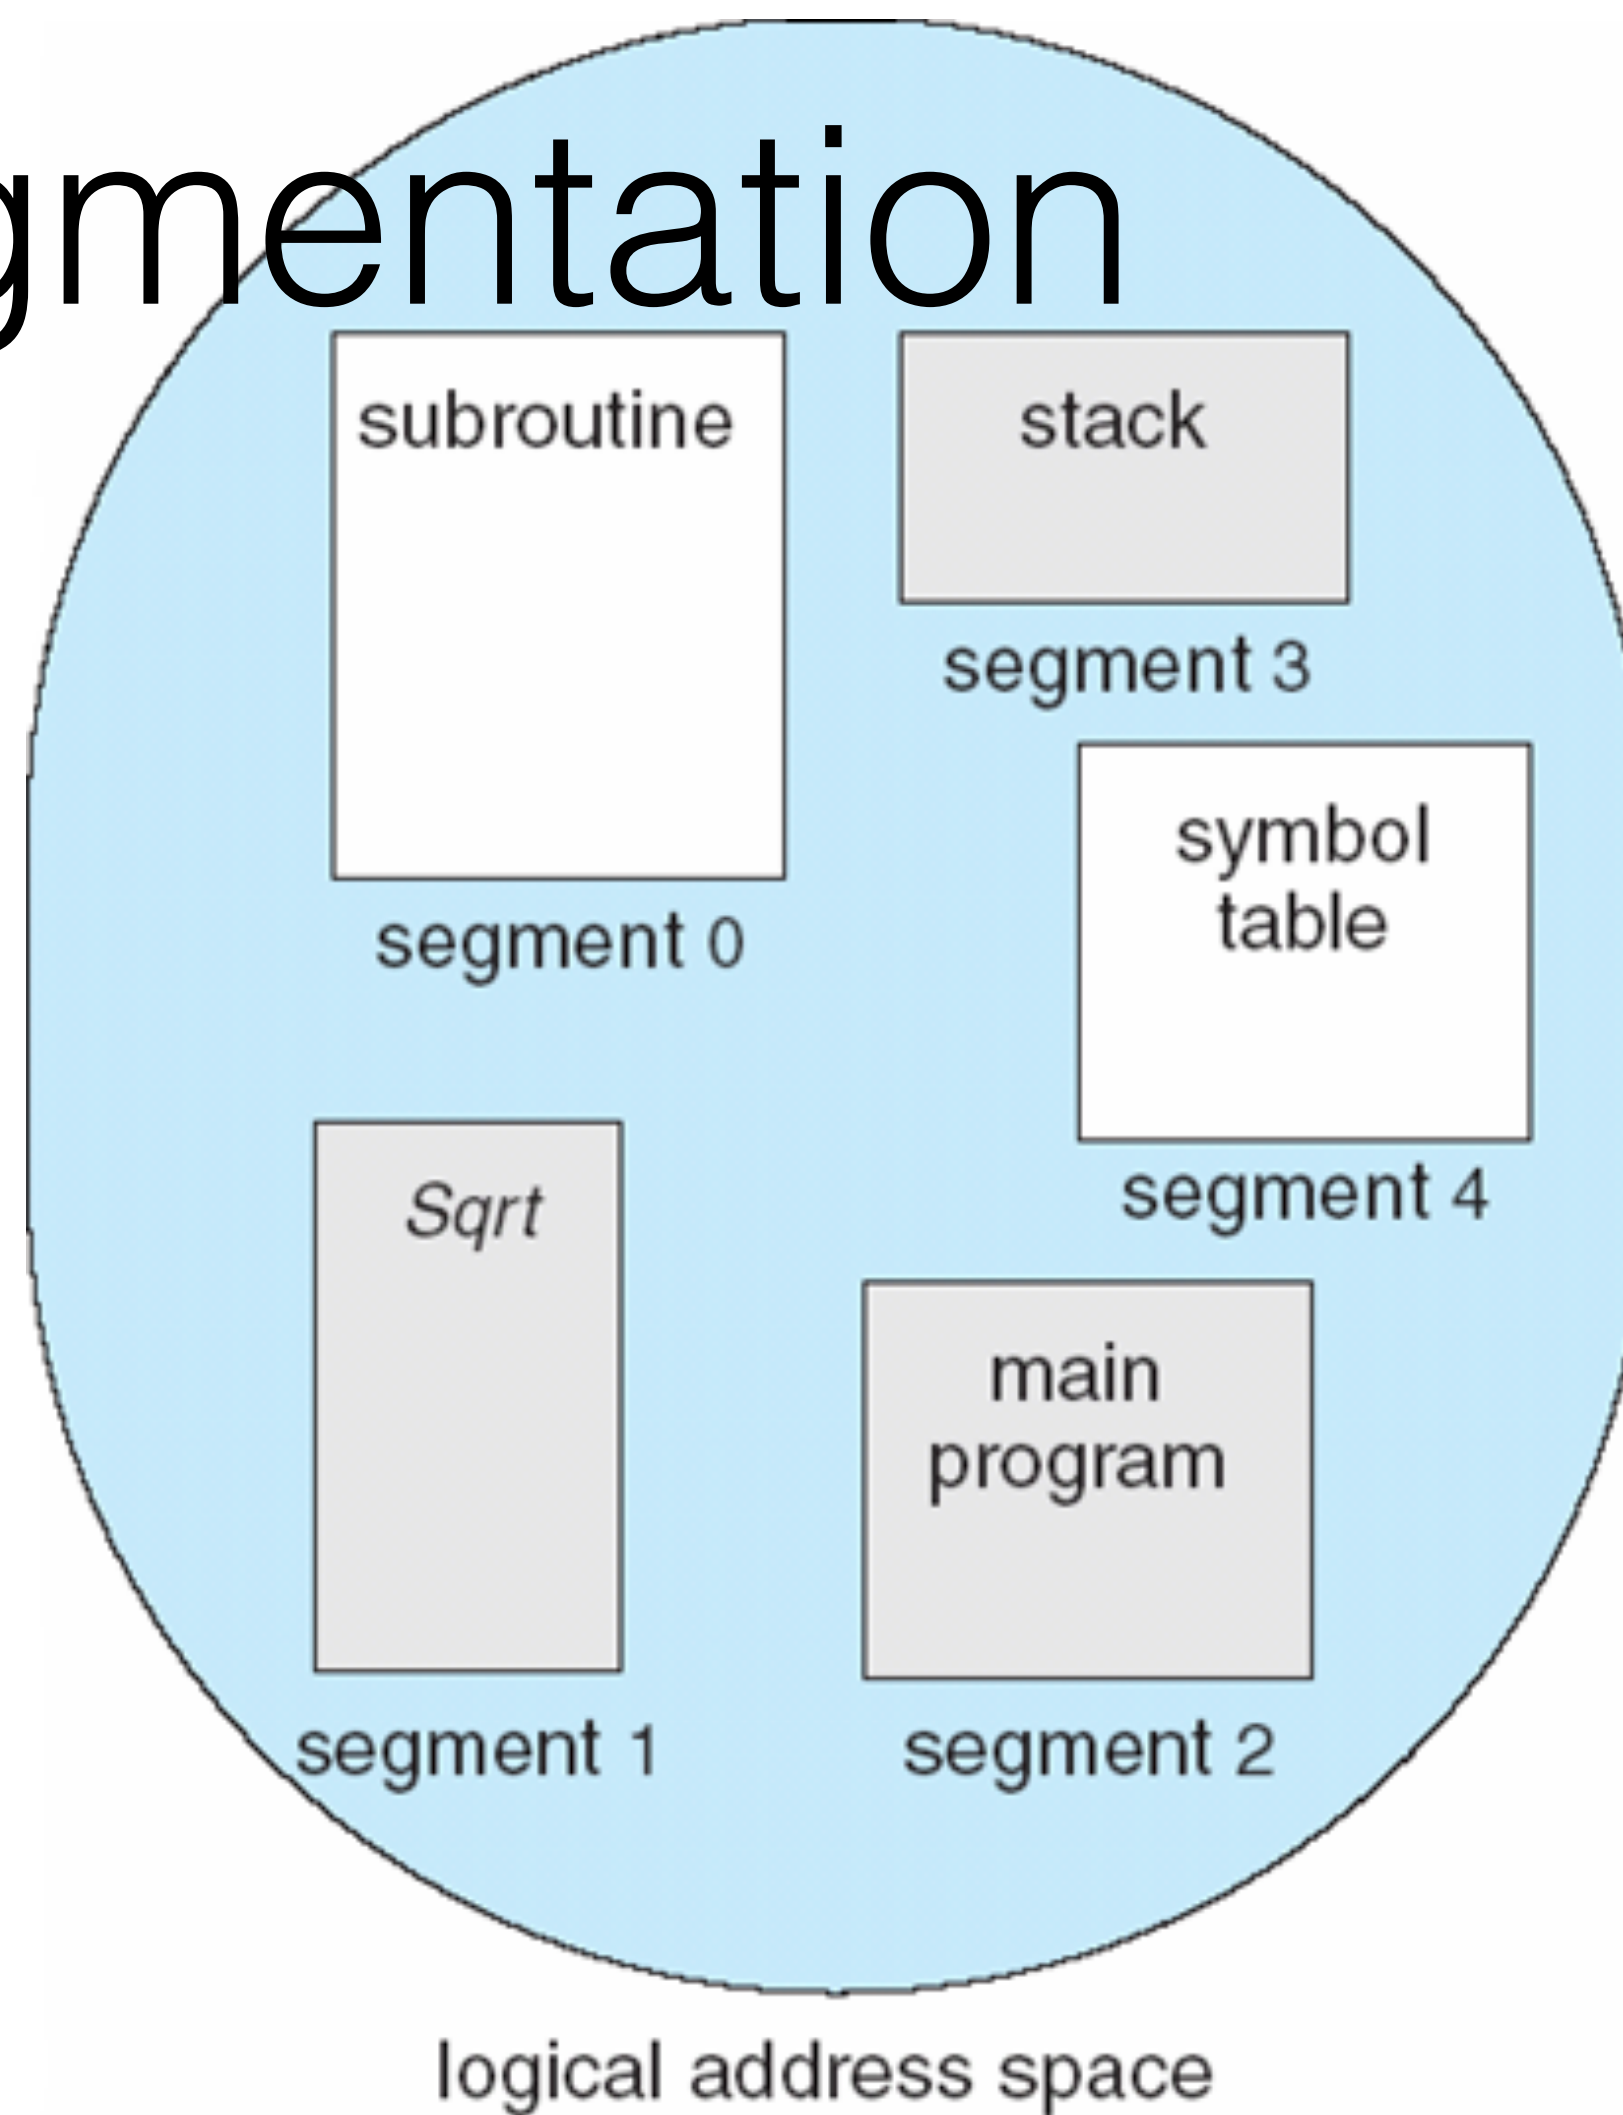 gmentation
subroutine
segment 0
stack
segment 3
symbol
table
segment 4
Sqrt
segment 1
main
program
segment 2
logical address space